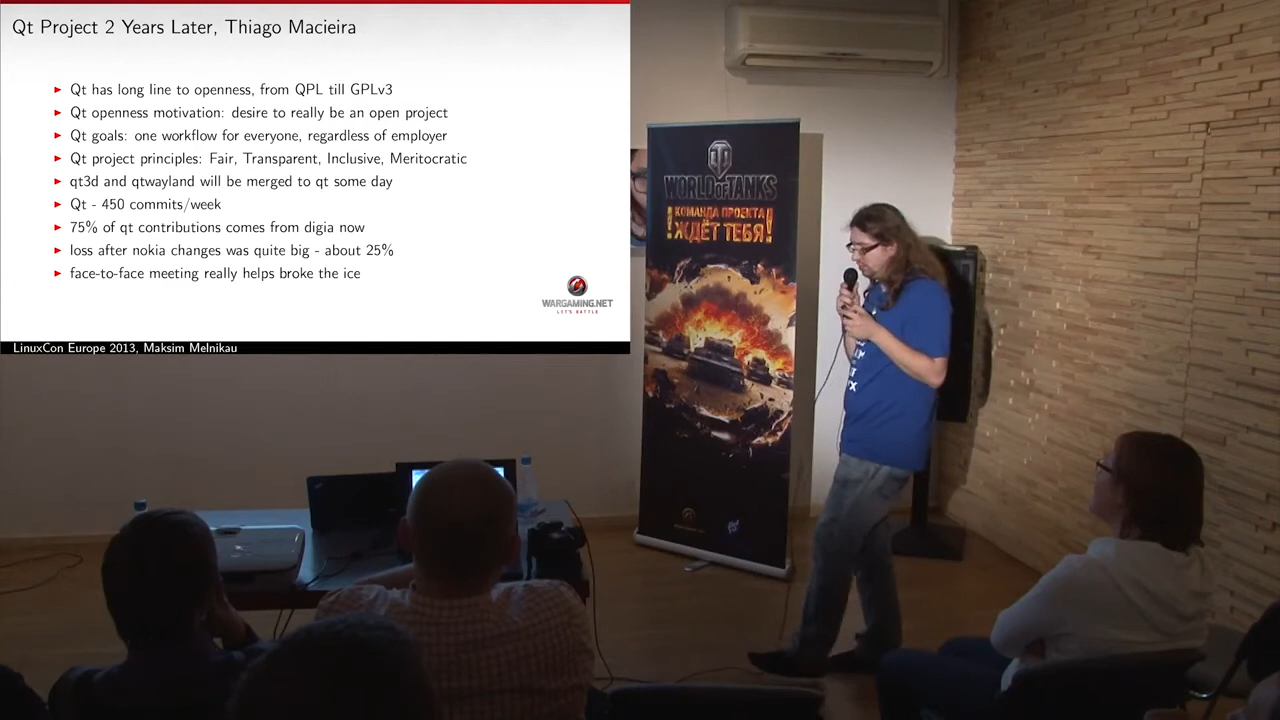 Qt Project 2 Years Later, Thiago Macieira
Qt has long line to openness, from QPL till GPLv3
Qt openness motivation: desire to really be an open project
Qt goals: one workflow for everyone, regardless of employer
Qt project principles: Fair, Transparent, Inclusive, Meritocratic
qt3d and qtwayland will be merged to qt some day
Qt - 450 commits/week
75% of qt contributions comes from digia now
loss after nokia changes was quite big - about 25%
face-to-face meeting really helps broke the ice
WARGAMING.NET
LET'S BATTLE
LinuxCon Europe 2013, Maksim Melnikau
WORLD OF TANKS
КОМАНДА ПРОЕКТА
ЖДЁТ ТЕБЯ!